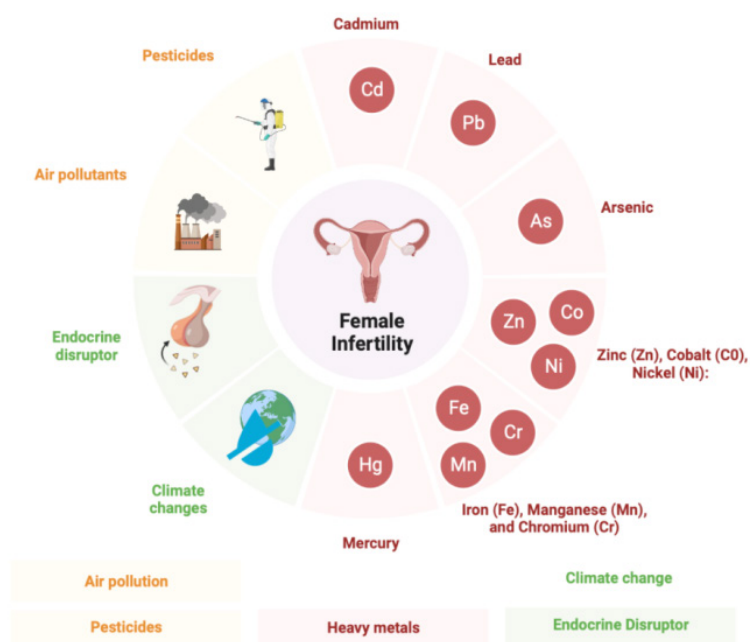 Cadmium
Pesticides
Lead
Cd
Pb
Air pollutants
Arsenic
As
Female
Infertility
Endocrine
disruptor
Zn
Co
Ni
Zinc (Zn), Cobalt (C0),
Nickel (Ni):
Fe
Cr
Mn
Hg
Climate
changes
Iron (Fe), Manganese (Mn),
and Chromium (Cr)
Mercury
Air pollution
Climate change
Pesticides
Heavy metals
Endocrine Disruptor